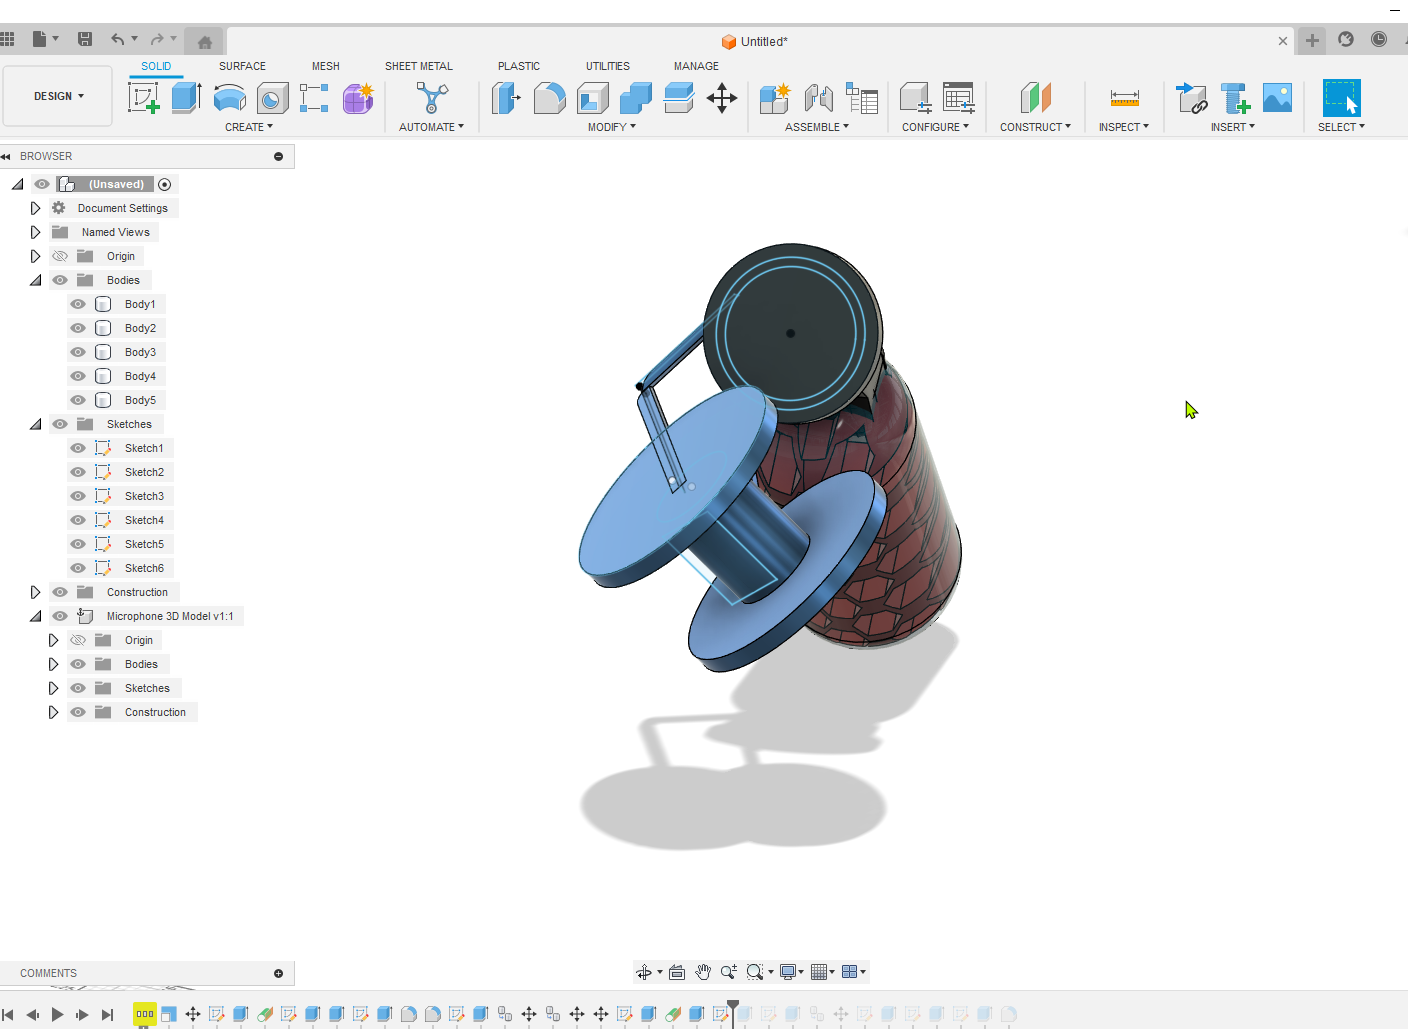 Untitled*
SOLID SURFACE MESH SHEET METAL PLASTIC UTILITIES MANAGE
DESIGN
CREATE AUTOMATE MODIFY ASSEMBLE CONFIGURE CONSTRUCT INSPECT INSERT SELECT
BROWSER
(Unsaved)
Document Settings
Named Views
Origin
Bodies
Body1
Body2
Body3
Body4
Body5
Sketches
Sketch1
Sketch2
Sketch3
Sketch4
Sketch5
Sketch6
Construction
Microphone 3D Model v1:1
Origin
Bodies
Sketches
Construction
COMMENTS